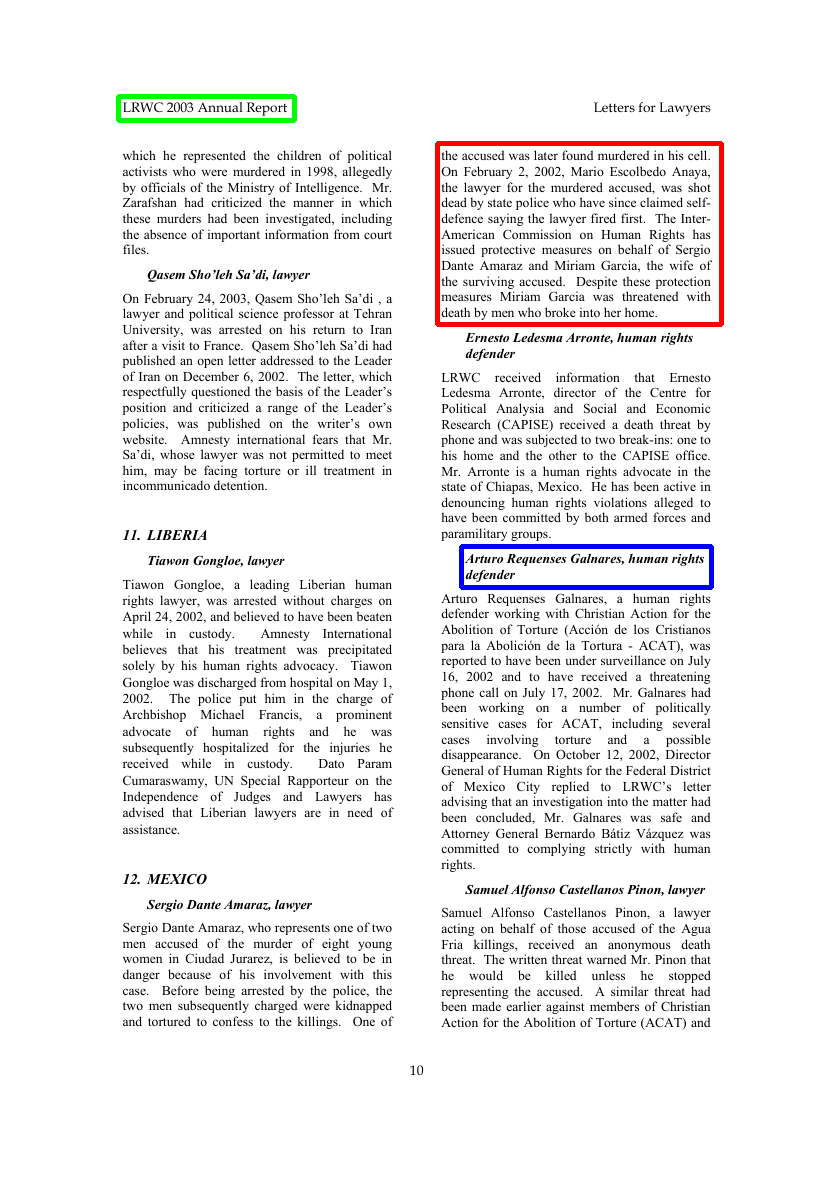 LRWC 2003 Annual Report
Letters for Lawyers
which he represented the children of political
activists who were murdered in 1998, allegedly
by officials of the Ministry of Intelligence. Mr.
Zarafshan had criticized the manner in which
these murders had been investigated, including
the absence of important information from court
files.
Qasem Sho’leh Sa’di, lawyer
On February 24, 2003, Qasem Sho’leh Sa’di , a
lawyer and political science professor at Tehran
University, was arrested on his return to Iran
after a visit to France. Qasem Sho’leh Sa’di had
published an open letter addressed to the Leader
of Iran on December 6, 2002. The letter, which
respectfully questioned the basis of the Leader’s
position and criticized a range of the Leader’s
policies, was published on the writer’s own
website. Amnesty international fears that Mr.
Sa’di, whose lawyer was not permitted to meet
him, may be facing torture or ill treatment in
incommunicado detention.
11. LIBERIA
Tiawon Gongloe, lawyer
Tiawon Gongloe, a leading Liberian human
rights lawyer, was arrested without charges on
April 24, 2002, and believed to have been beaten
while in custody. Amnesty International
believes that his treatment was precipitated
solely by his human rights advocacy. Tiawon
Gongloe was discharged from hospital on May 1,
2002. The police put him in the charge of
Archbishop Michael Francis, a prominent
advocate of human rights and he was
subsequently hospitalized for the injuries he
received while in custody. Dato Param
Cumaraswamy, UN Special Rapporteur on the
Independence of Judges and Lawyers has
advised that Liberian lawyers are in need of
assistance.
12. MEXICO
Sergio Dante Amaraz, lawyer
Sergio Dante Amaraz, who represents one of two
men accused of the murder of eight young
women in Ciudad Jurarez, is believed to be in
danger because of his involvement with this
case. Before being arrested by the police, the
two men subsequently charged were kidnapped
and tortured to confess to the killings. One of
the accused was later found murdered in his cell.
On February 2, 2002, Mario Escolbedo Anaya,
the lawyer for the murdered accused, was shot
dead by state police who have since claimed self-
defence saying the lawyer fired first. The Inter-
American Commission on Human Rights has
issued protective measures on behalf of Sergio
Dante Amaraz and Miriam Garcia, the wife of
the surviving accused. Despite these protection
measures Miriam Garcia was threatened with
death by men who broke into her home.
Ernesto Ledesma Arronte, human rights
defender
LRWC received information that Ernesto
Ledesma Arronte, director of the Centre for
Political Analysia and Social and Economic
Research (CAPISE) received a death threat by
phone and was subjected to two break-ins: one to
his home and the other to the CAPISE office.
Mr. Arronte is a human rights advocate in the
state of Chiapas, Mexico. He has been active in
denouncing human rights violations alleged to
have been committed by both armed forces and
paramilitary groups.
Arturo Requenses Galnares, human rights
defender
Arturo Requenses Galnares, a human rights
defender working with Christian Action for the
Abolition of Torture (Acción de los Cristianos
para la Abolición de la Tortura - ACAT), was
reported to have been under surveillance on July
16, 2002 and to have received a threatening
phone call on July 17, 2002. Mr. Galnares had
been working on a number of politically
sensitive cases for ACAT, including several
cases involving torture and a possible
disappearance. On October 12, 2002, Director
General of Human Rights for the Federal District
of Mexico City replied to LRWC’s letter
advising that an investigation into the matter had
been concluded, Mr. Galnares was safe and
Attorney General Bernardo Bátiz Vázquez was
committed to complying strictly with human
rights.
Samuel Alfonso Castellanos Pinon, lawyer
Samuel Alfonso Castellanos Pinon, a lawyer
acting on behalf of those accused of the Agua
Fria killings, received an anonymous death
threat. The written threat warned Mr. Pinon that
he would be killed unless he stopped
representing the accused. A similar threat had
been made earlier against members of Christian
Action for the Abolition of Torture (ACAT) and
10